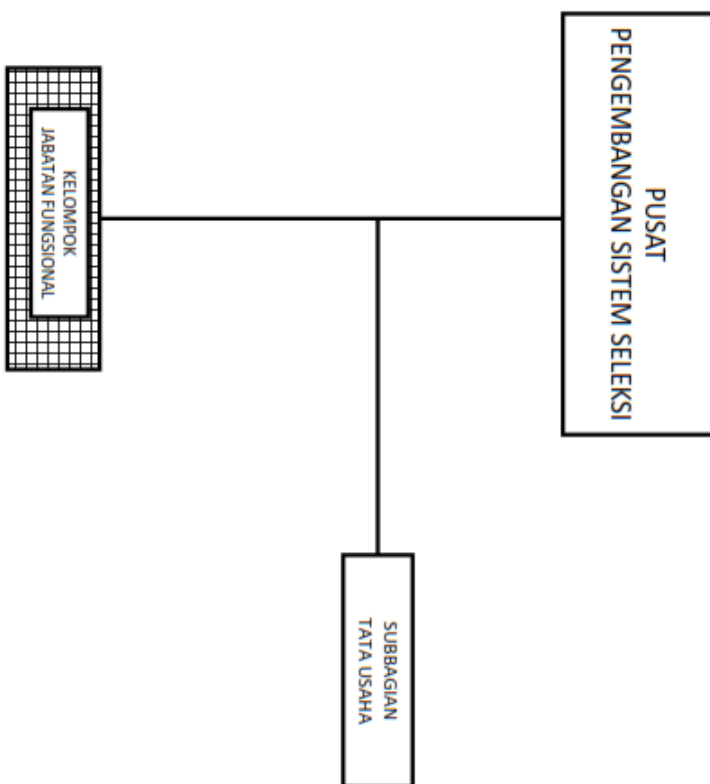 PUSAT
PENGEMBANGAN SISTEM SELEKSI
SUBBAGIAN
TATA USAHA
KELOMPOK
JABATAN FUNGSIONAL